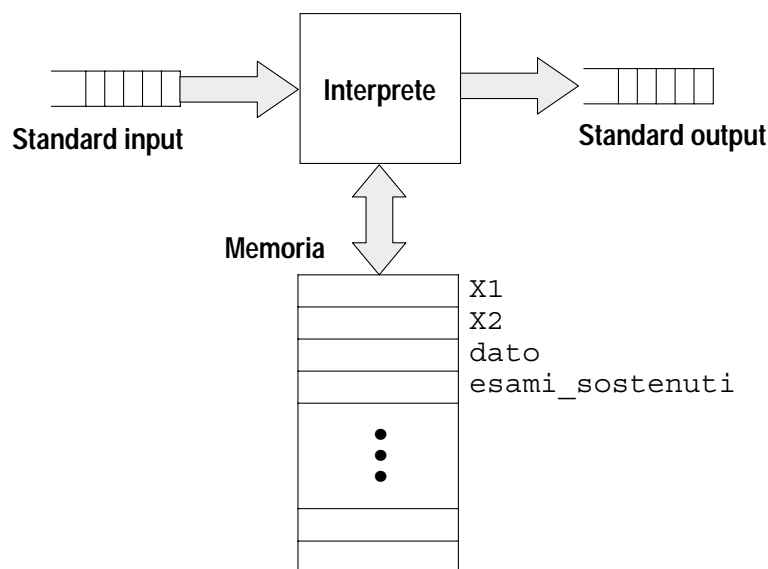 Interprete
Standard input
Standard output
Memoria
X1
X2
dato
esami_sostenuti